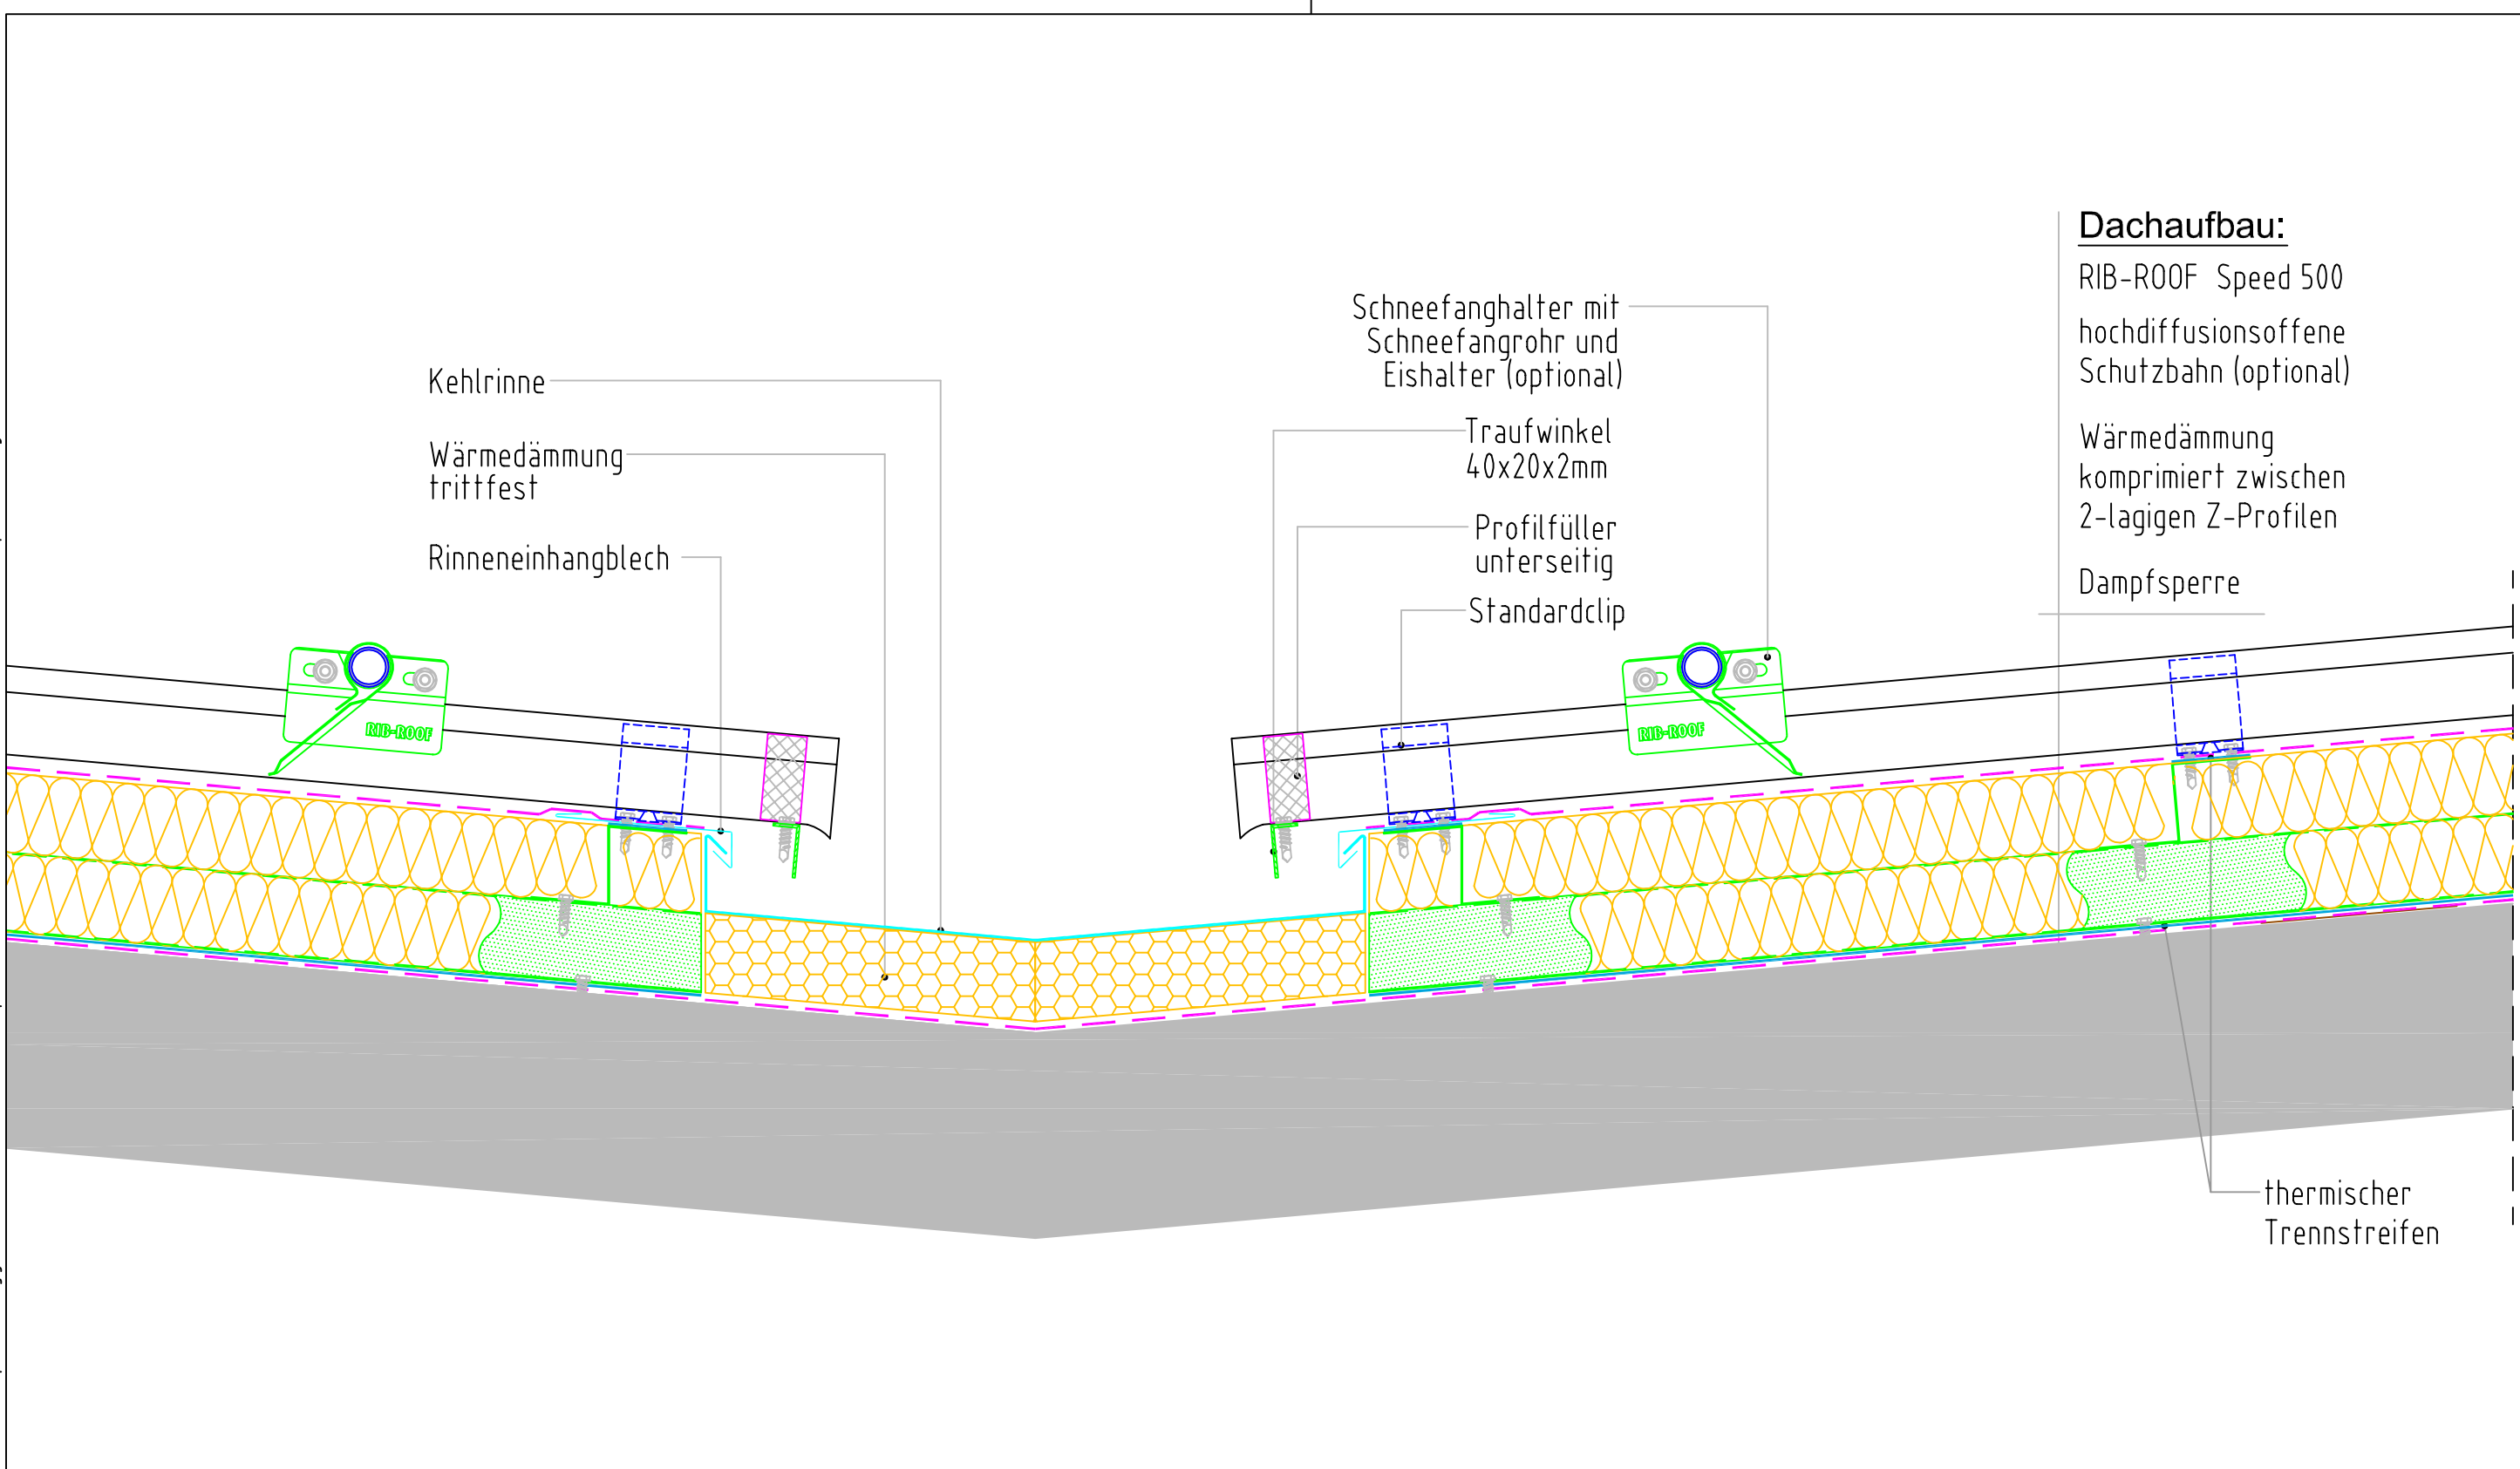 Dachaufbau:
RIB-ROOF Speed 500
hochdiffusionsoffene
Schutzbahn (optional)
Wärmedämmung
komprimiert zwischen
2-lagigen Z-Profilen
Dampfsperre
Schneefanghalter mit
Schneefangrohr und
Eishalter (optional)
Traufwinkel
40x20x2mm
Profilfüller
unterseitig
Standardclip
Kehlrinne
Wärmedämmung
trittfest
Rinneneinhangblech
RIB-ROOF
RIB-ROOF
thermischer
Trennstreifen